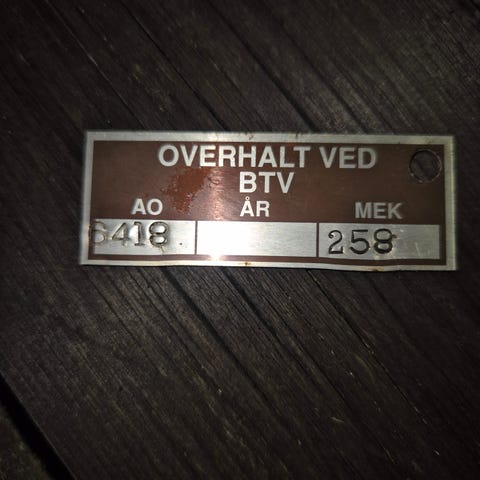 OVERHALT VED
BTV
AO ÅR MEK
6418 258